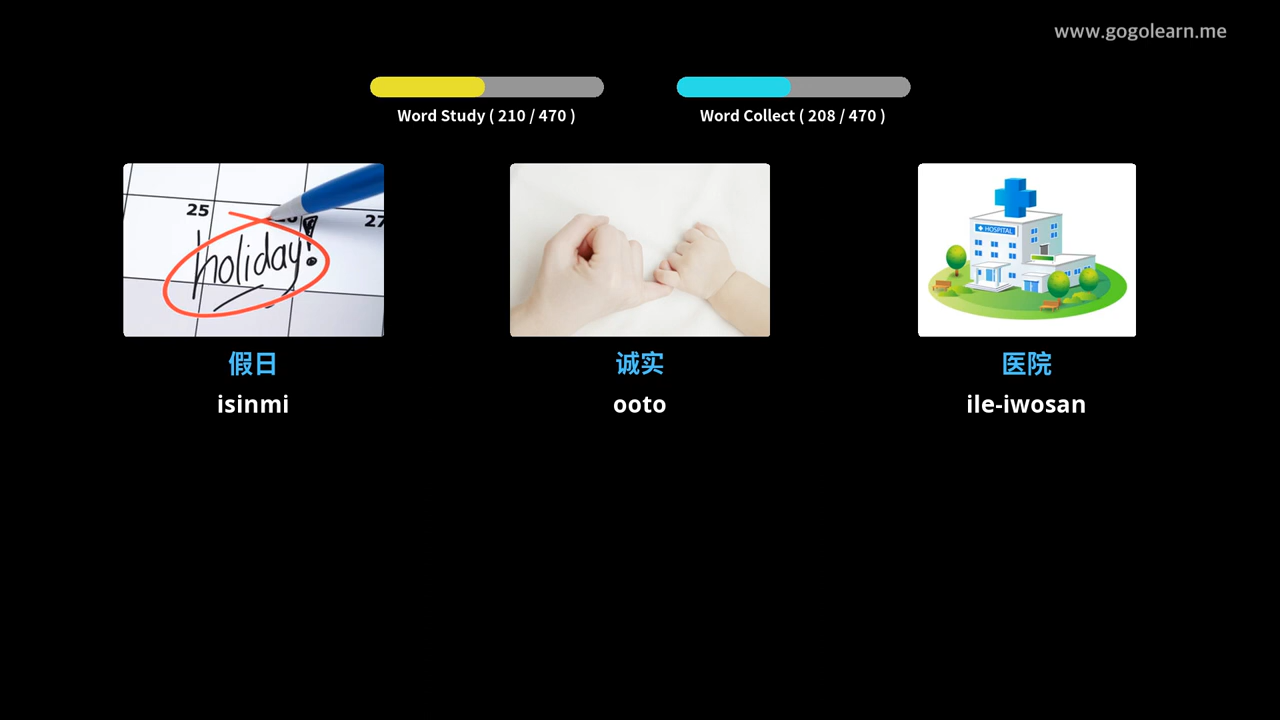 www.gogolearn.me
Word Study ( 210 / 470 )
Word Collect ( 208 / 470 )
25
27
holiday!
HOSPITAL
假日
诚实
医院
isinmi
ooto
ile-iwosan